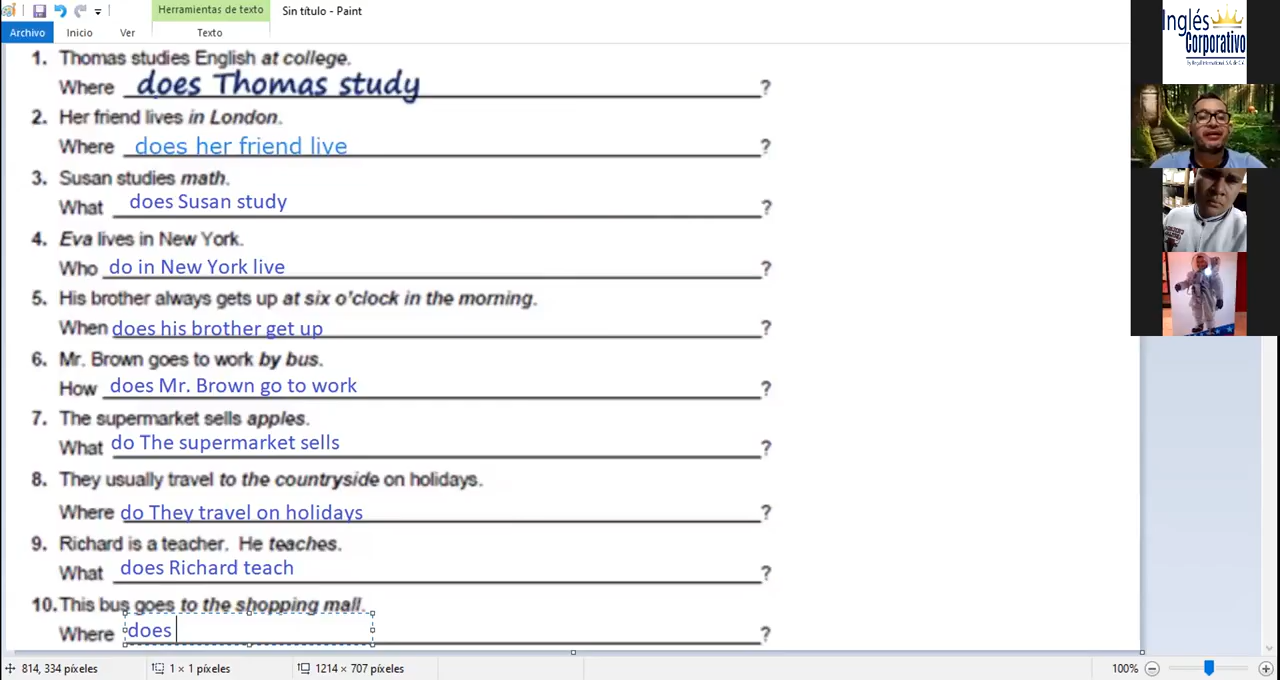 Herramientas de texto
Sin título - Paint
Archivo Inicio Ver Texto
1. Thomas studies English at college.
Where does Thomas study ?
2. Her friend lives in London.
Where does her friend live ?
3. Susan studies math.
What does Susan study ?
4. Eva lives in New York.
Who do in New York live ?
5. His brother always gets up at six o'clock in the morning.
When does his brother get up ?
6. Mr. Brown goes to work by bus.
How does Mr. Brown go to work ?
7. The supermarket sells apples.
What do The supermarket sells ?
8. They usually travel to the countryside on holidays.
Where do They travel on holidays ?
9. Richard is a teacher. He teaches.
What does Richard teach ?
10. This bus goes to the shopping mall.
Where does ?
814, 334 píxeles 1 × 1 píxeles 1214 × 707 píxeles 100%
Inglés
Corporativo